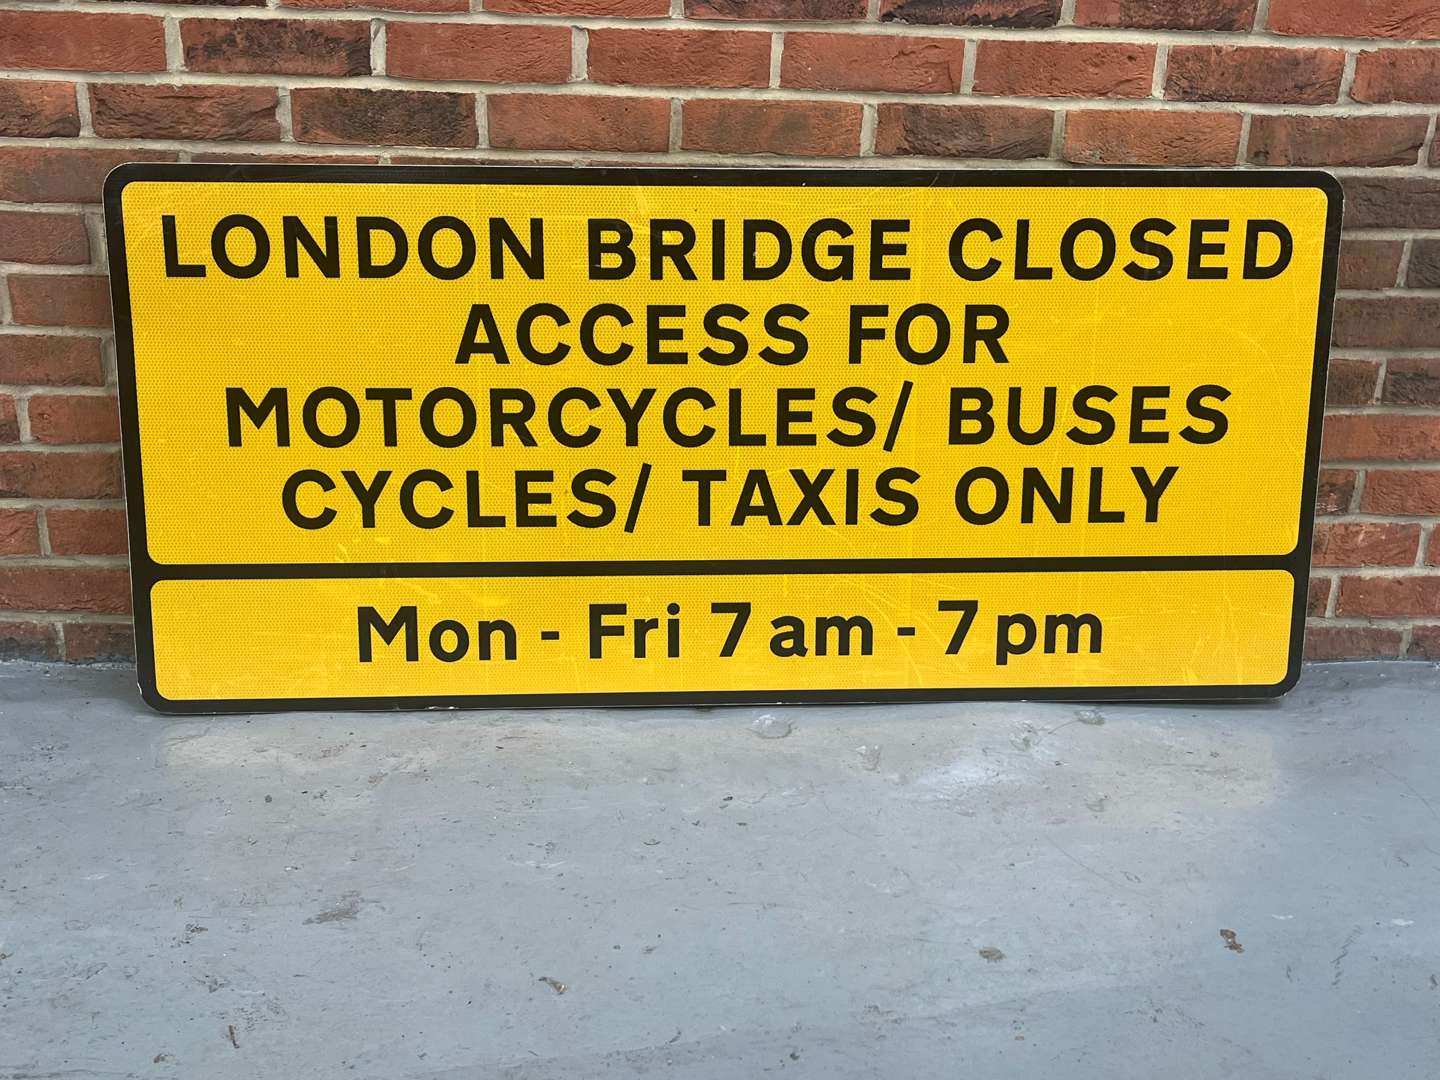 LONDON BRIDGE CLOSED
ACCESS FOR
MOTORCYCLES/ BUSES
CYCLES/ TAXIS ONLY
Mon - Fri 7 am - 7 pm